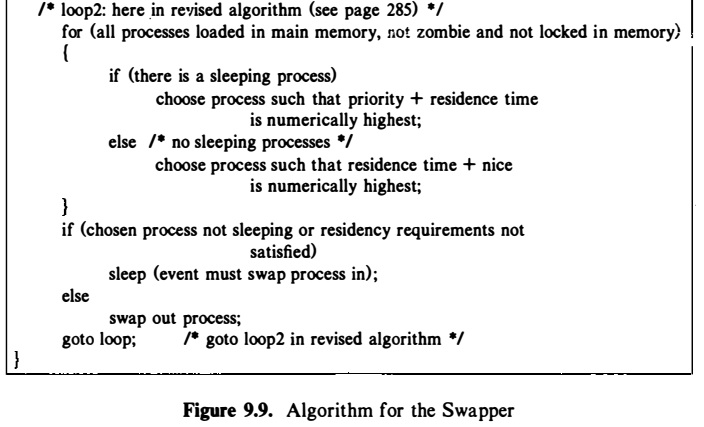 /* loop2: here in revised algorithm (see page 285) */
for (all processes loaded in main memory, not zombie and not locked in memory)
{
if (there is a sleeping process)
choose process such that priority + residence time
is numerically highest;
else /* no sleeping processes */
choose process such that residence time + nice
is numerically highest;
}
if (chosen process not sleeping or residency requirements not
satisfied)
sleep (event must swap process in);
else
swap out process;
goto loop; /* goto loop2 in revised algorithm */
}
Figure 9.9. Algorithm for the Swapper